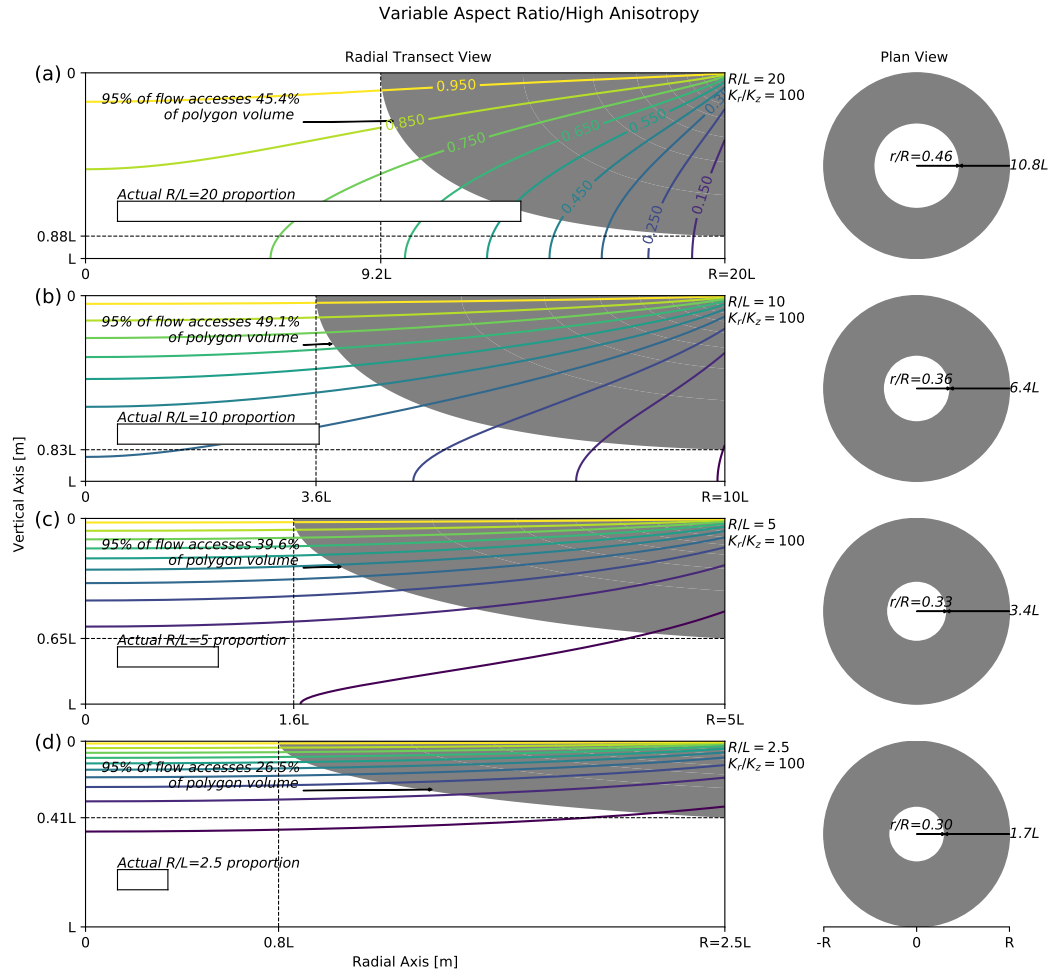 Variable Aspect Ratio/High Anisotropy
Radial Transect View
Plan View
(a)
0
0.88L
L
95% of flow accesses 45.4%
of polygon volume
Actual R/L=20 proportion
0.950
0.850
0.750
0.650
0.550
0.450
0.250
0.150
R/L = 20
K_r/K_z = 100
0
9.2L
R=20L
r/R=0.46
10.8L
(b)
0
0.83L
L
95% of flow accesses 49.1%
of polygon volume
Actual R/L=10 proportion
R/L = 10
K_r/K_z = 100
0
3.6L
R=10L
r/R=0.36
6.4L
Vertical Axis [m]
(c)
0
0.65L
L
95% of flow accesses 39.6%
of polygon volume
Actual R/L=5 proportion
R/L = 5
K_r/K_z = 100
0
1.6L
R=5L
r/R=0.33
3.4L
(d)
0
0.41L
L
95% of flow accesses 26.5%
of polygon volume
Actual R/L=2.5 proportion
R/L = 2.5
K_r/K_z = 100
0
0.8L
R=2.5L
Radial Axis [m]
r/R=0.30
1.7L
-R
0
R